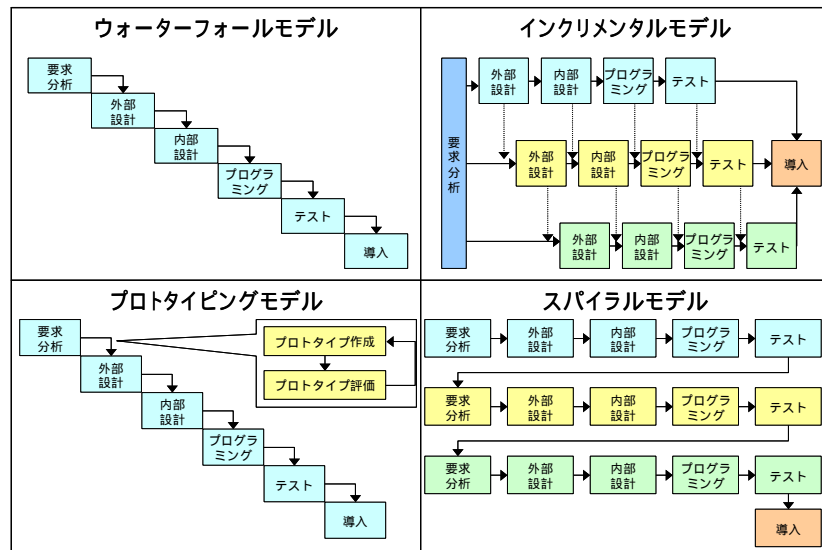 ウォーターフォールモデル
要求
分析
外部
設計
内部
設計
プログラ
ミング
テスト
導入
インクリメンタルモデル
要求分析
外部
設計
内部
設計
プログラ
ミング
テスト
外部
設計
内部
設計
プログラ
ミング
テスト
導入
外部
設計
内部
設計
プログラ
ミング
テスト
プロトタイピングモデル
要求
分析
プロトタイプ作成
プロトタイプ評価
外部
設計
内部
設計
プログラ
ミング
テスト
導入
スパイラルモデル
要求
分析
外部
設計
内部
設計
プログラ
ミング
テスト
要求
分析
外部
設計
内部
設計
プログラ
ミング
テスト
要求
分析
外部
設計
内部
設計
プログラ
ミング
テスト
導入